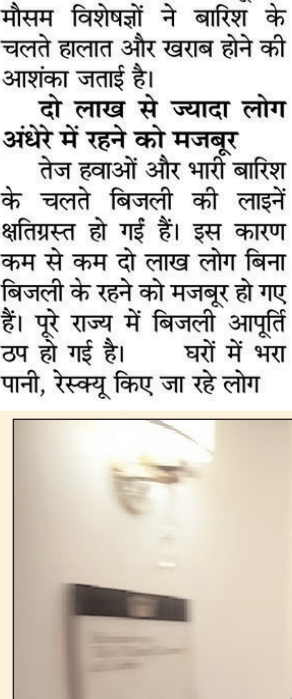 मौसम विशेषज्ञों ने बारिश के
चलते हालात और खराब होने की
आशंका जताई है।
दो लाख से ज्यादा लोग
अंधेरे में रहने को मजबूर
तेज हवाओं और भारी बारिश
के चलते बिजली की लाइनें
क्षतिग्रस्त हो गईं हैं। इस कारण
कम से कम दो लाख लोग बिना
बिजली के रहने को मजबूर हो गए
हैं। पूरे राज्य में बिजली आपूर्ति
ठप हो गई है। घरों में भरा
पानी, रेस्क्यू किए जा रहे लोग